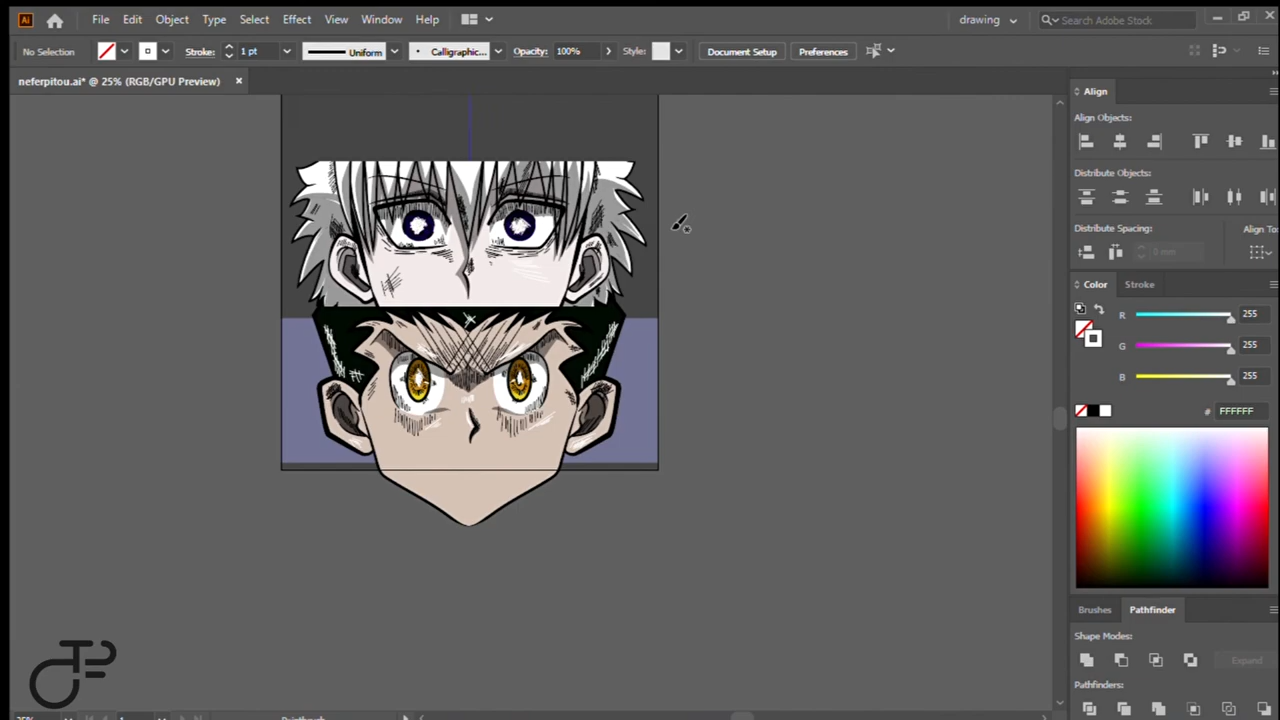 Ai File Edit Object Type Select Effect View Window Help drawing Search Adobe Stock
No Selection Stroke: 1 pt Uniform Calligraphic... Opacity: 100% Style: Document Setup Preferences
neferpitou.ai* @ 25% (RGB/GPU Preview) ×
Align
Align Objects:
Distribute Objects:
Distribute Spacing: Align To:
0 mm
Color Stroke
R 255
G 255
B 255
# FFFFFF
Brushes Pathfinder
Shape Modes:
Expand
Pathfinders: